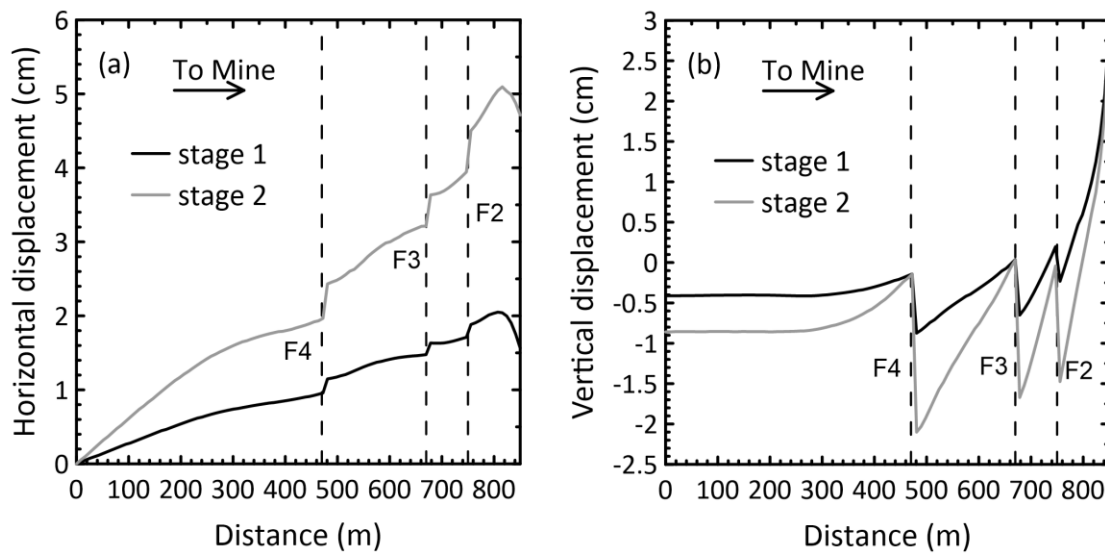 (a)
To Mine
stage 1
stage 2
F4
F3
F2
Horizontal displacement (cm)
6
5
4
3
2
1
0
0 100 200 300 400 500 600 700 800
Distance (m)
(b)
To Mine
stage 1
stage 2
F4
F3
F2
Vertical displacement (cm)
3
2.5
2
1.5
1
0.5
0
-0.5
-1
-1.5
-2
-2.5
0 100 200 300 400 500 600 700 800
Distance (m)